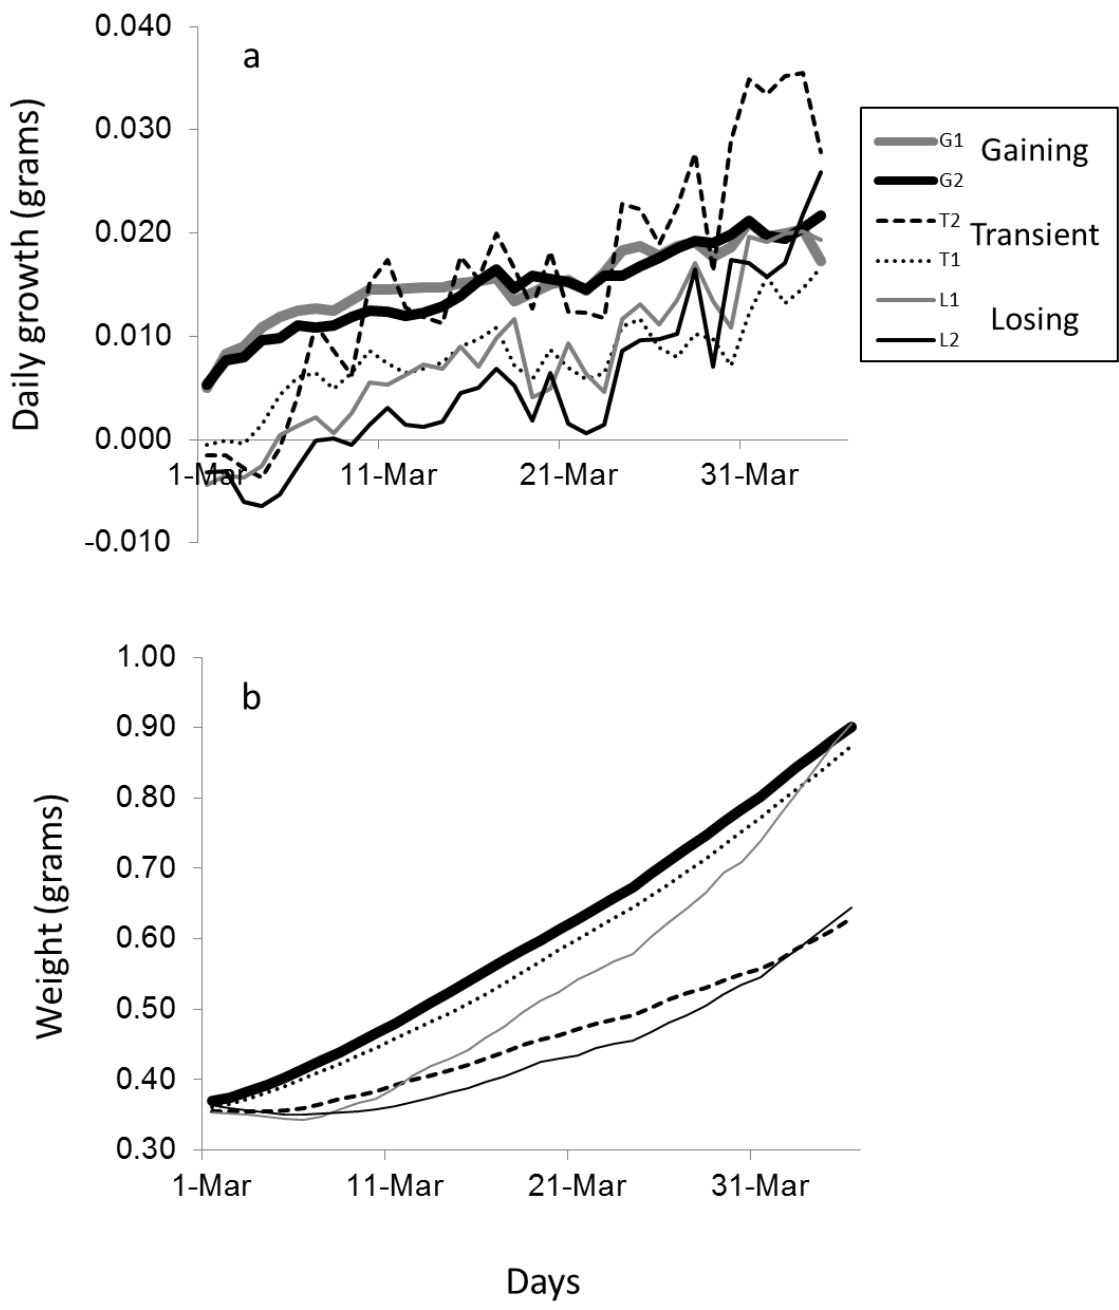 0.040
a
0.030
0.020
0.010
0.000
-0.010
1-Mar 11-Mar 21-Mar 31-Mar
Daily growth (grams)
G1 Gaining
G2
T2 Transient
T1
L1 Losing
L2
1.00
b
0.90
0.80
0.70
0.60
0.50
0.40
0.30
1-Mar 11-Mar 21-Mar 31-Mar
Weight (grams)
Days